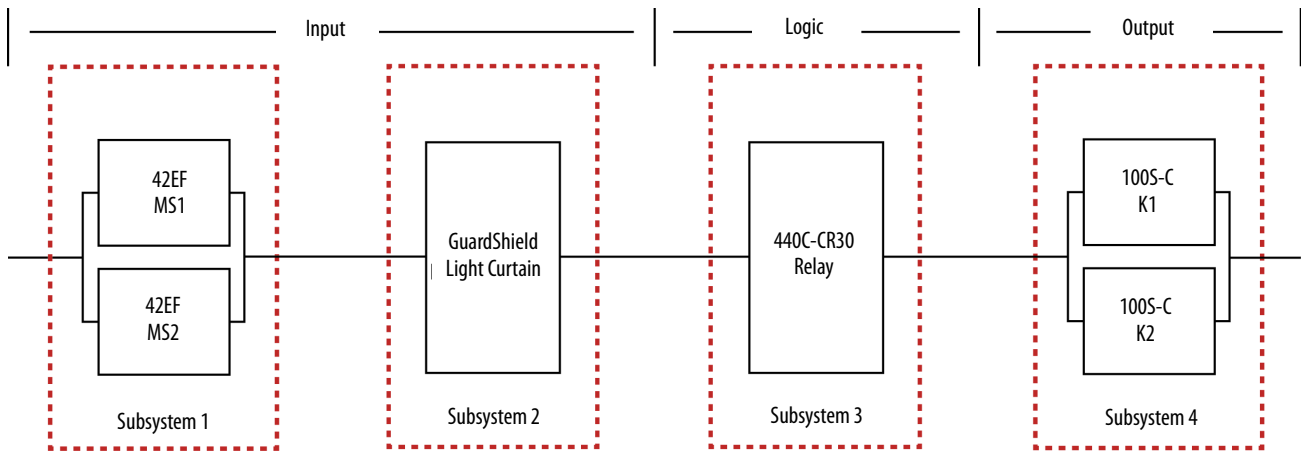 Input
Logic
Output
42EF
MS1
42EF
MS2
Subsystem 1
GuardShield
Light Curtain
Subsystem 2
440C-CR30
Relay
Subsystem 3
100S-C
K1
100S-C
K2
Subsystem 4